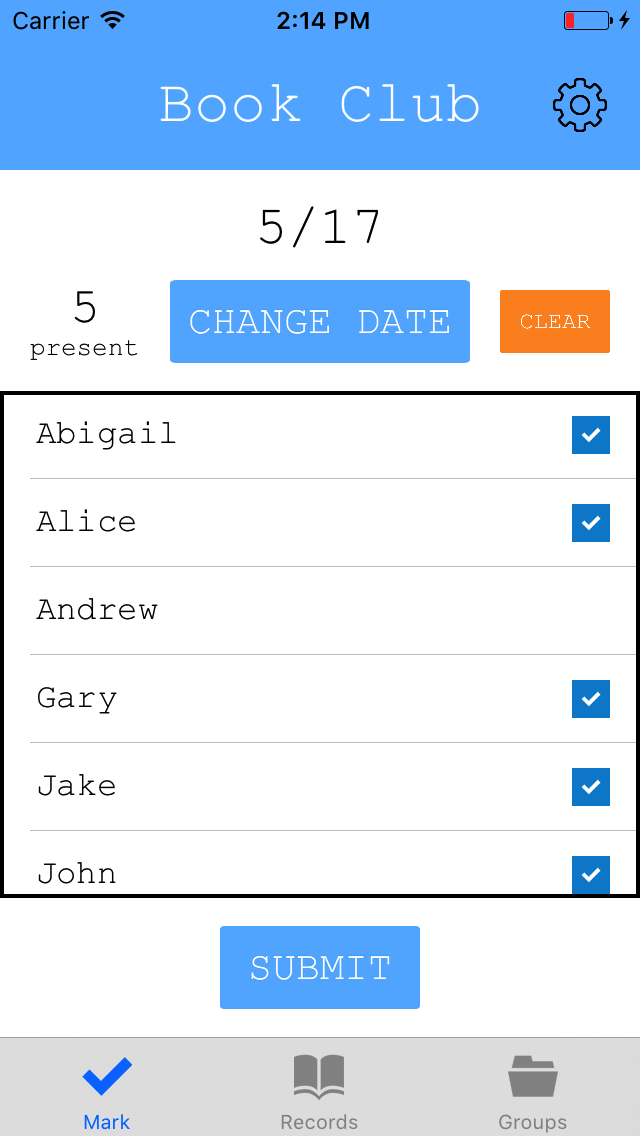 Carrier 2:14 PM
Book Club
5/17
5
present
CHANGE DATE
CLEAR
Abigail
Alice
Andrew
Gary
Jake
John
SUBMIT
Mark Records Groups